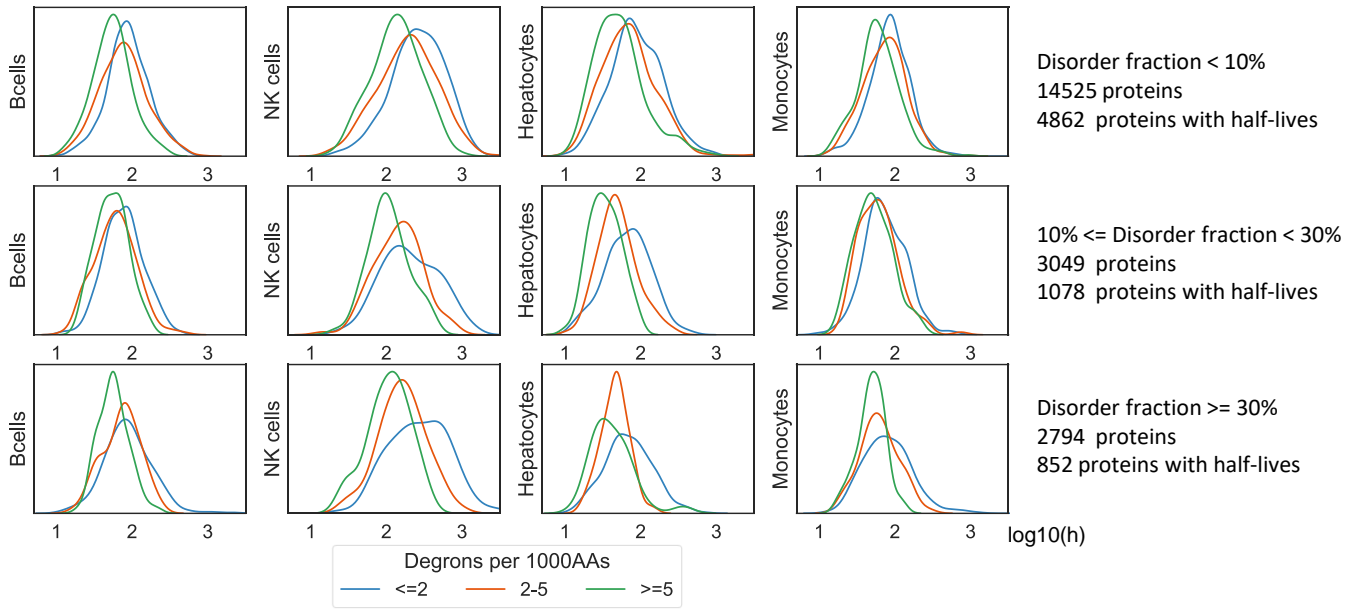 Bcells
NK cells
Hepatocytes
Monocytes
Disorder fraction < 10%
14525 proteins
4862 proteins with half-lives
1 2 3 1 2 3 1 2 3 1 2 3
Bcells
NK cells
Hepatocytes
Monocytes
10% <= Disorder fraction < 30%
3049 proteins
1078 proteins with half-lives
1 2 3 1 2 3 1 2 3 1 2 3
Bcells
NK cells
Hepatocytes
Monocytes
Disorder fraction >= 30%
2794 proteins
852 proteins with half-lives
1 2 3 1 2 3 1 2 3 1 2 3 log10(h)
Degrons per 1000AAs
<=2 2-5 >=5